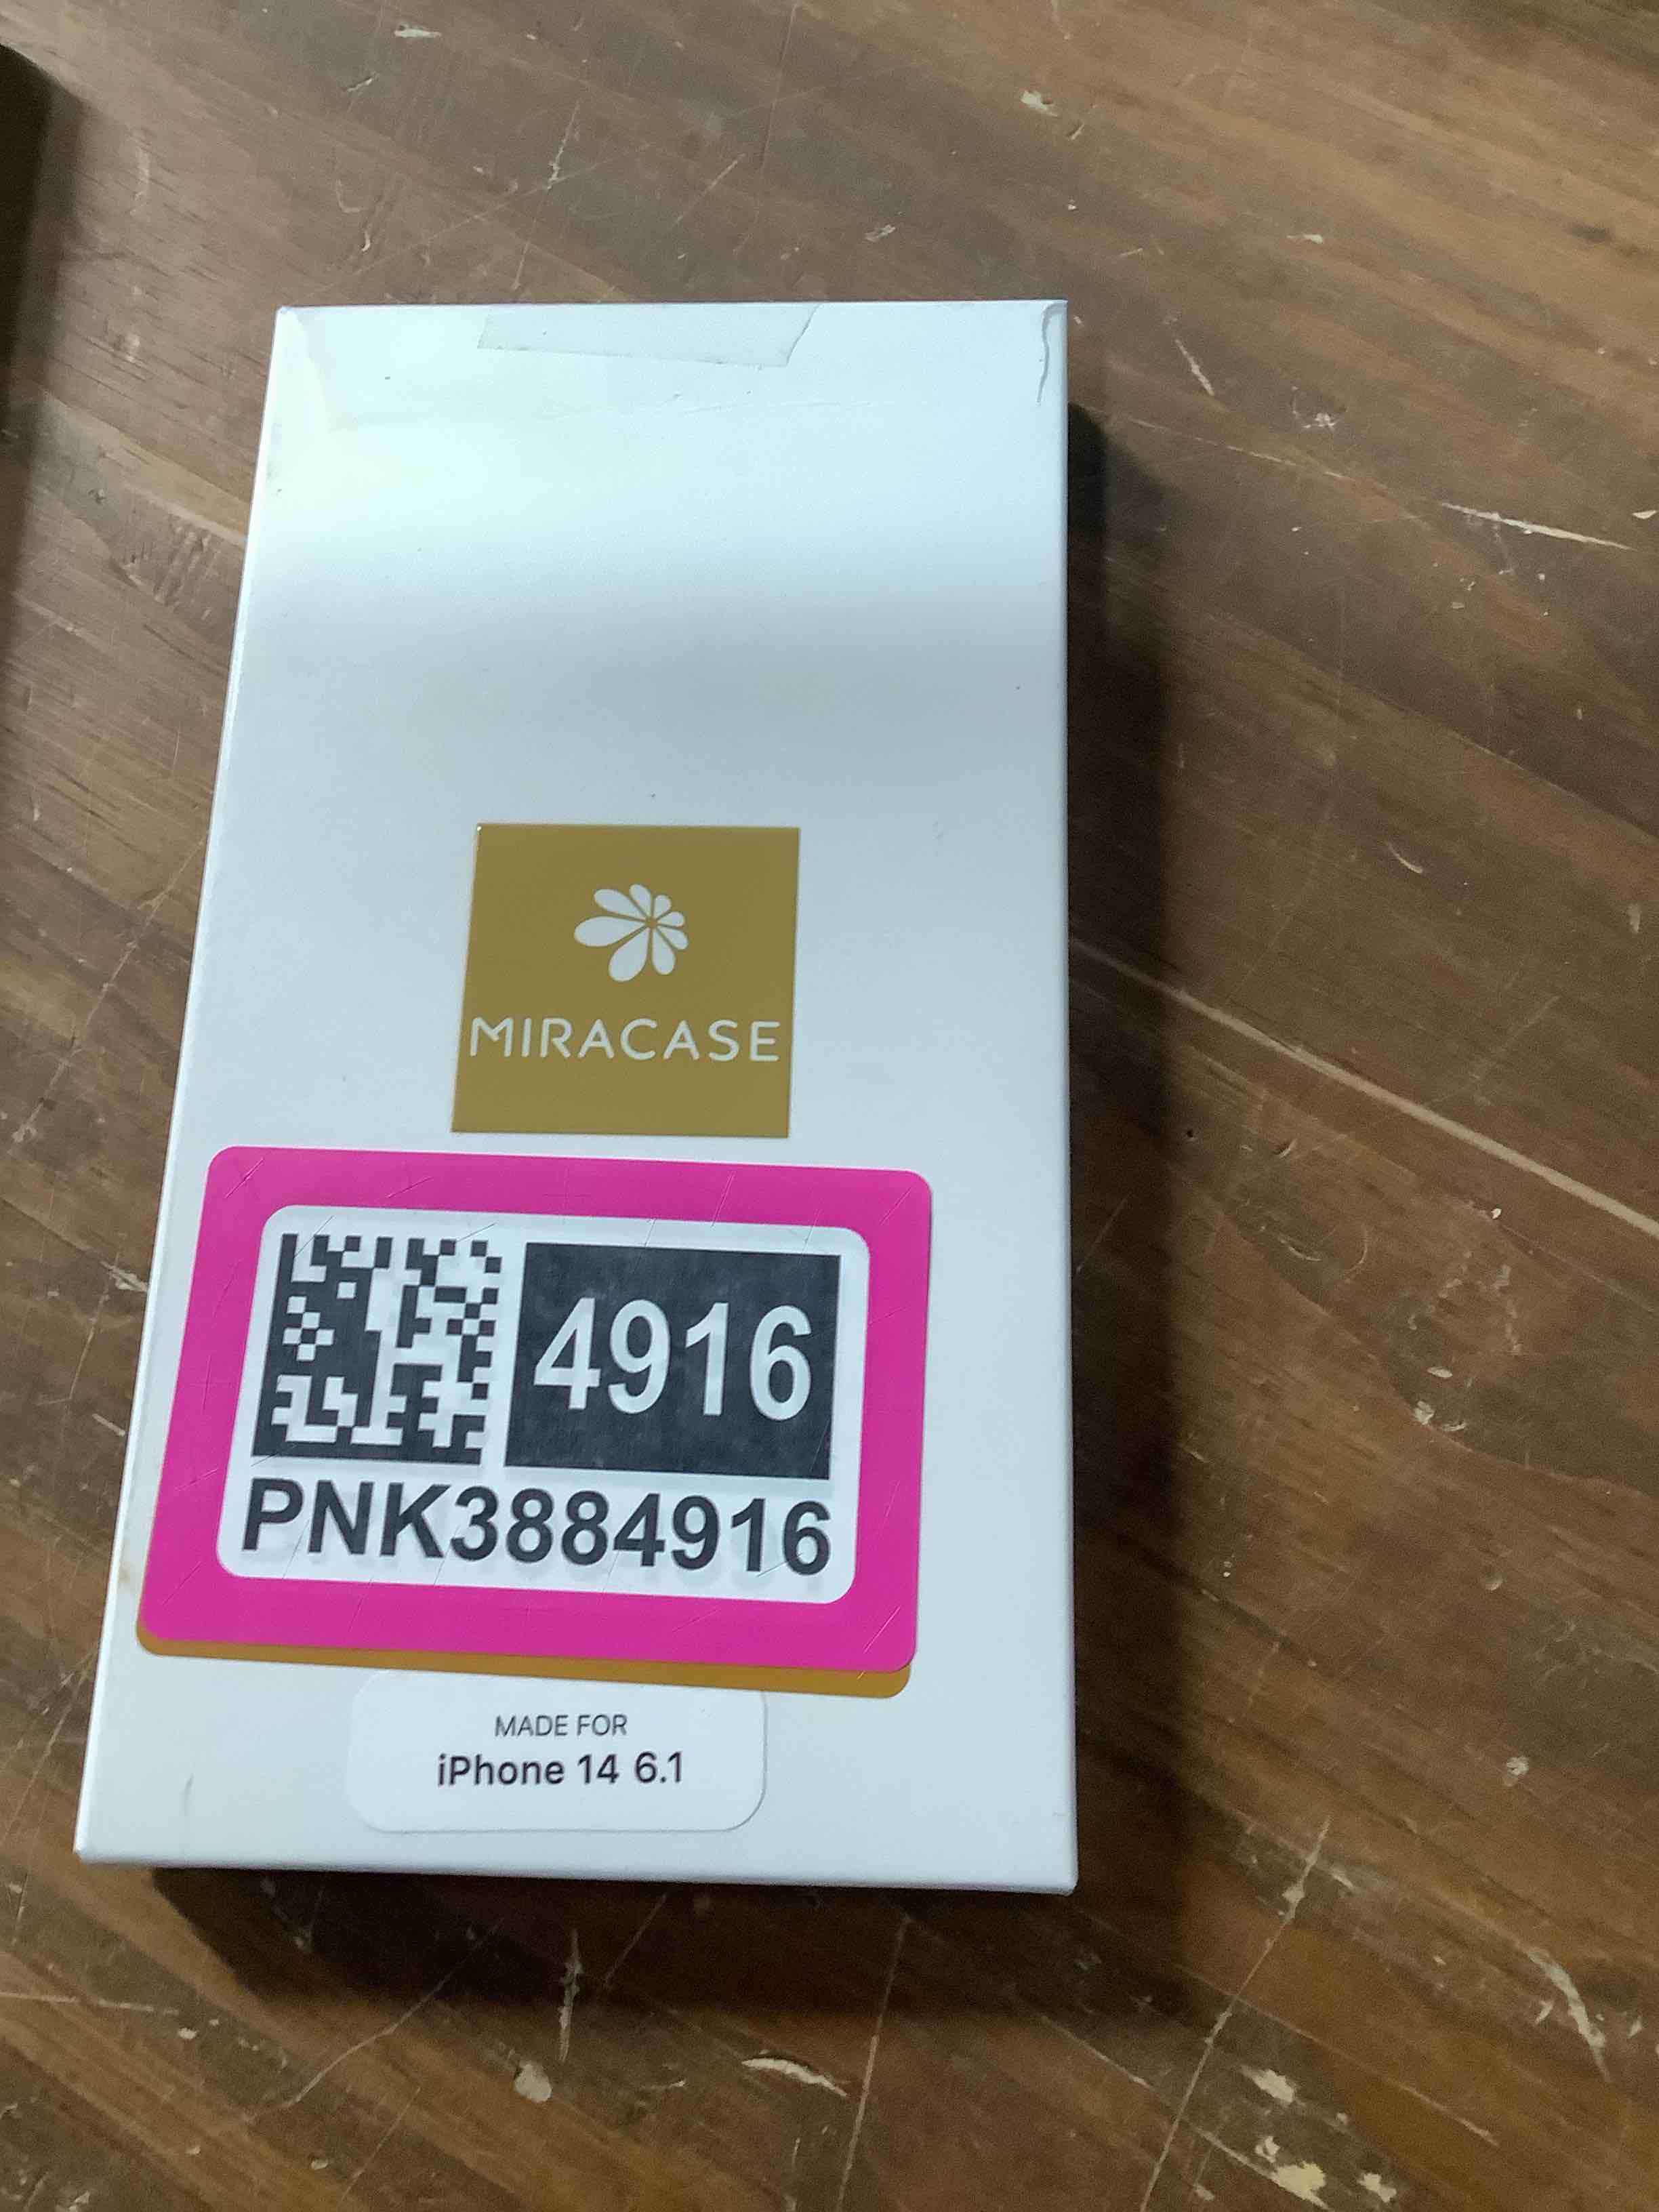 MIRACASE
4916
PNK3884916
MADE FOR
iPhone 14 6.1